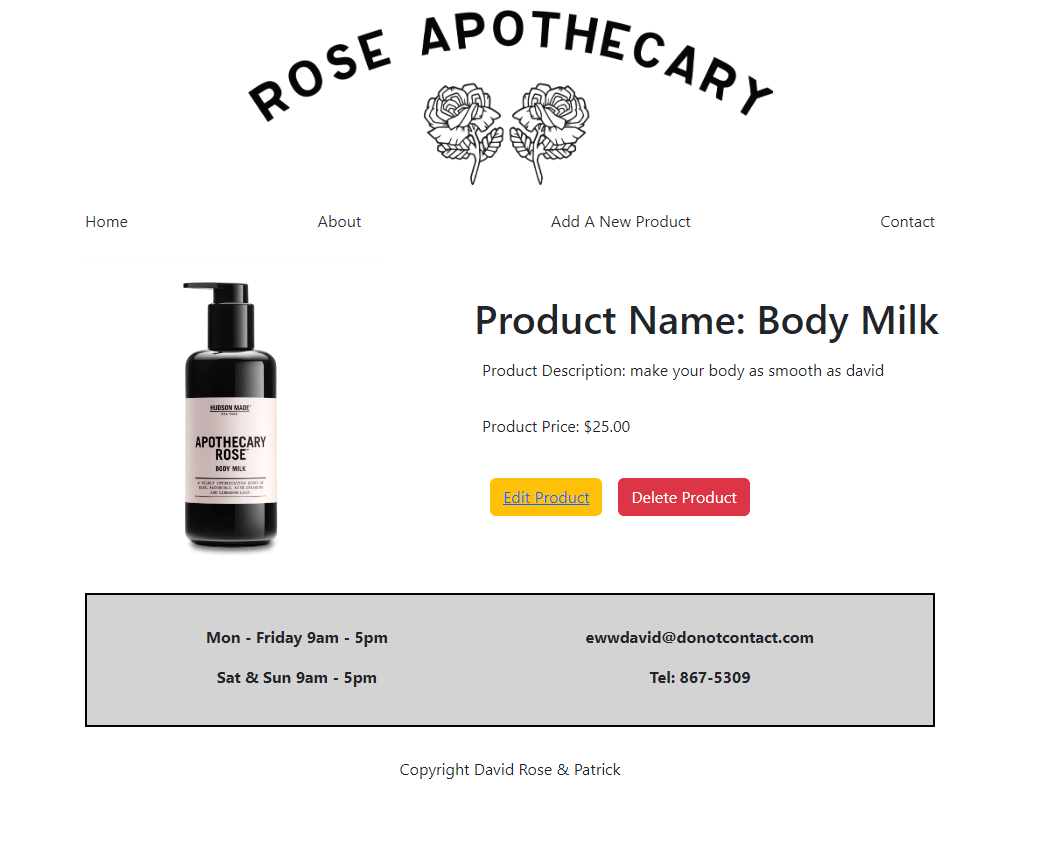 ROSE APOTHECARY
Home About Add A New Product Contact
HUDSON MADE
NEW YORK
APOTHECARY
ROSE
BODY MILK
Product Name: Body Milk
Product Description: make your body as smooth as david
Product Price: $25.00
Edit Product Delete Product
Mon - Friday 9am - 5pm
Sat & Sun 9am - 5pm
ewwdavid@donotcontact.com
Tel: 867-5309
Copyright David Rose & Patrick